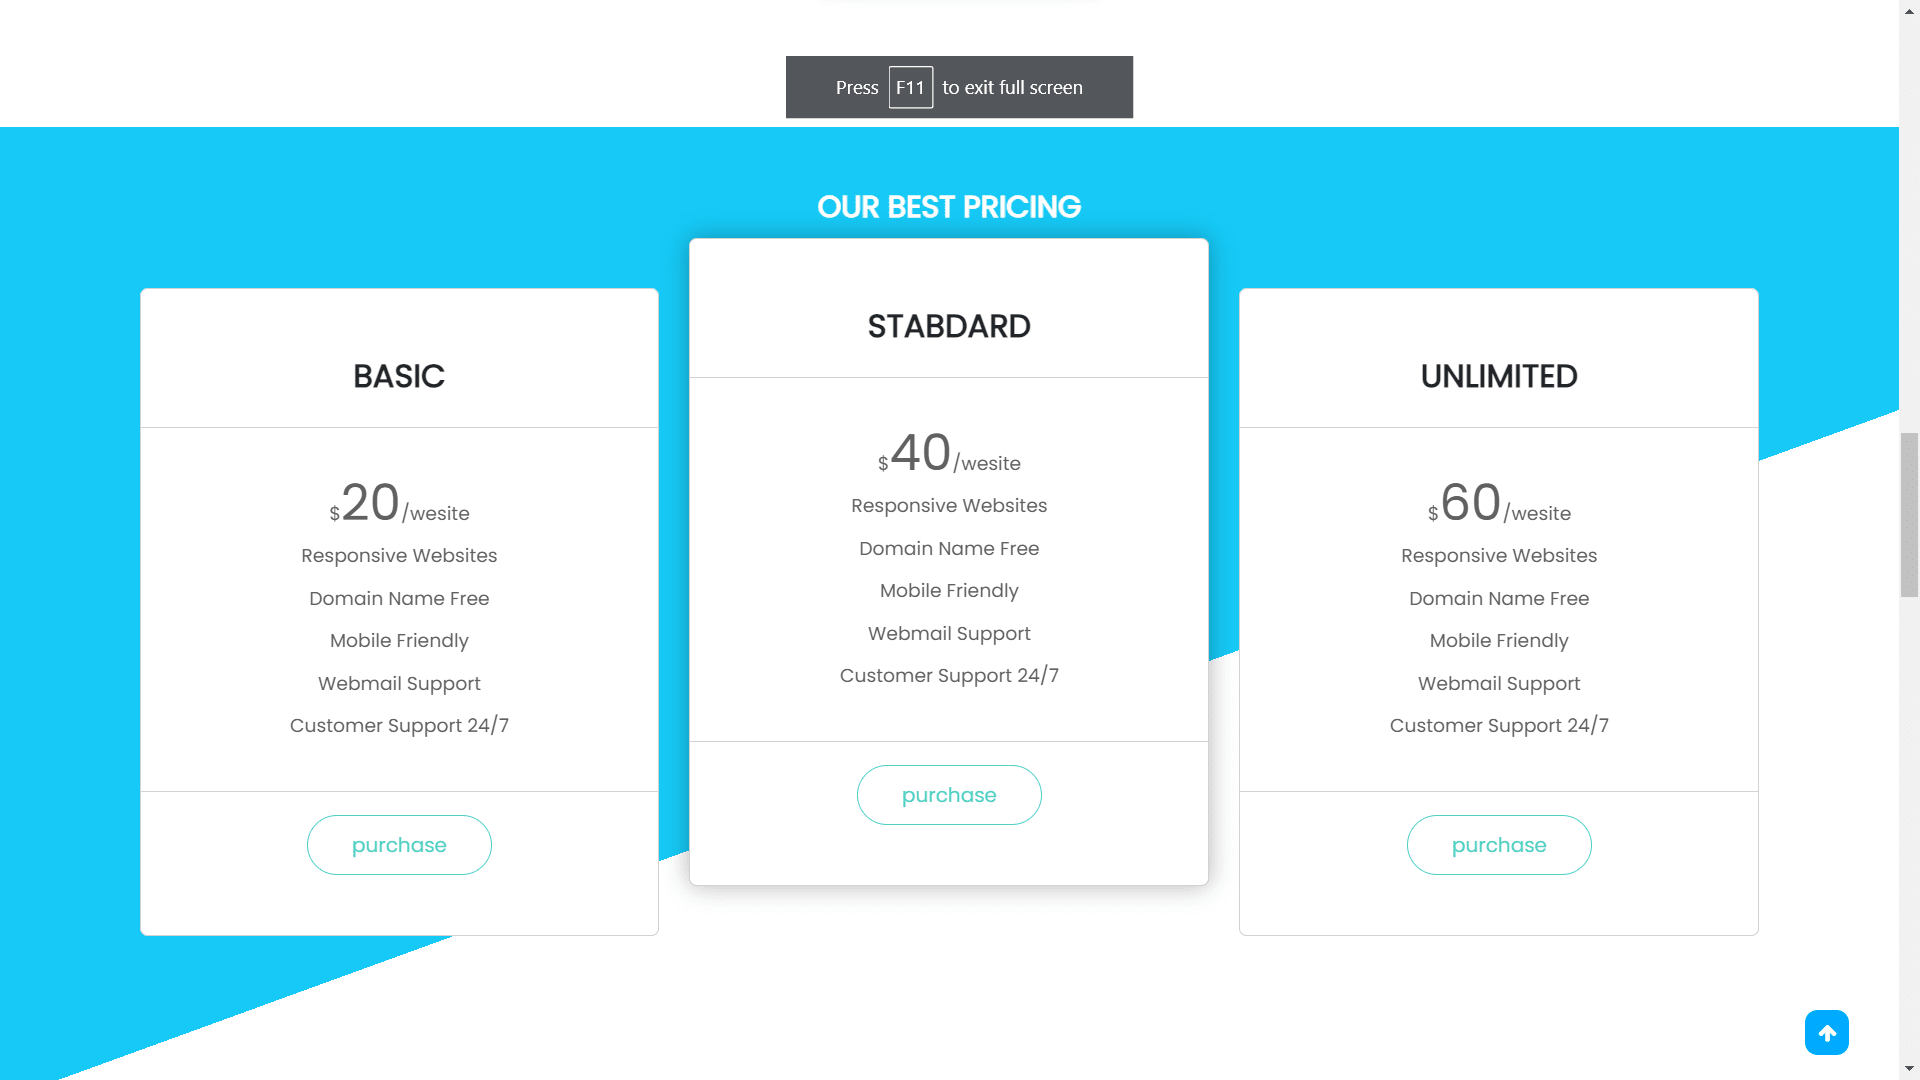 Press F11 to exit full screen
OUR BEST PRICING
BASIC
$20/wesite
Responsive Websites
Domain Name Free
Mobile Friendly
Webmail Support
Customer Support 24/7
purchase
STABDARD
$40/wesite
Responsive Websites
Domain Name Free
Mobile Friendly
Webmail Support
Customer Support 24/7
purchase
UNLIMITED
$60/wesite
Responsive Websites
Domain Name Free
Mobile Friendly
Webmail Support
Customer Support 24/7
purchase